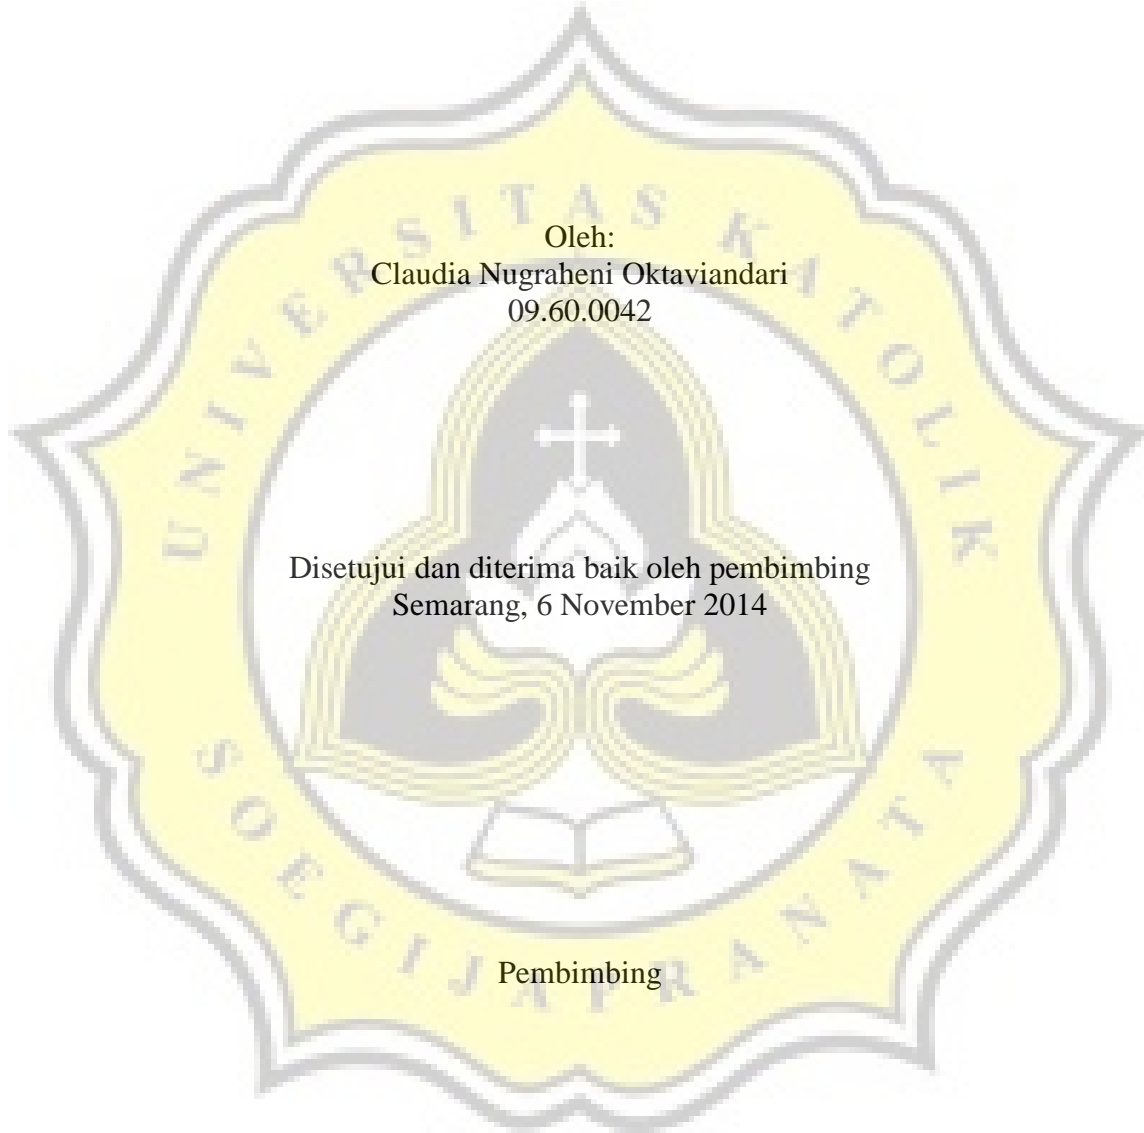 UNIVERSITAS KATOLIK
Oleh:
Claudia Nugraheni Oktaviandari
09.60.0042
Disetujui dan diterima baik oleh pembimbing
Semarang, 6 November 2014
Pembimbing
SOEGIJAPRANATA